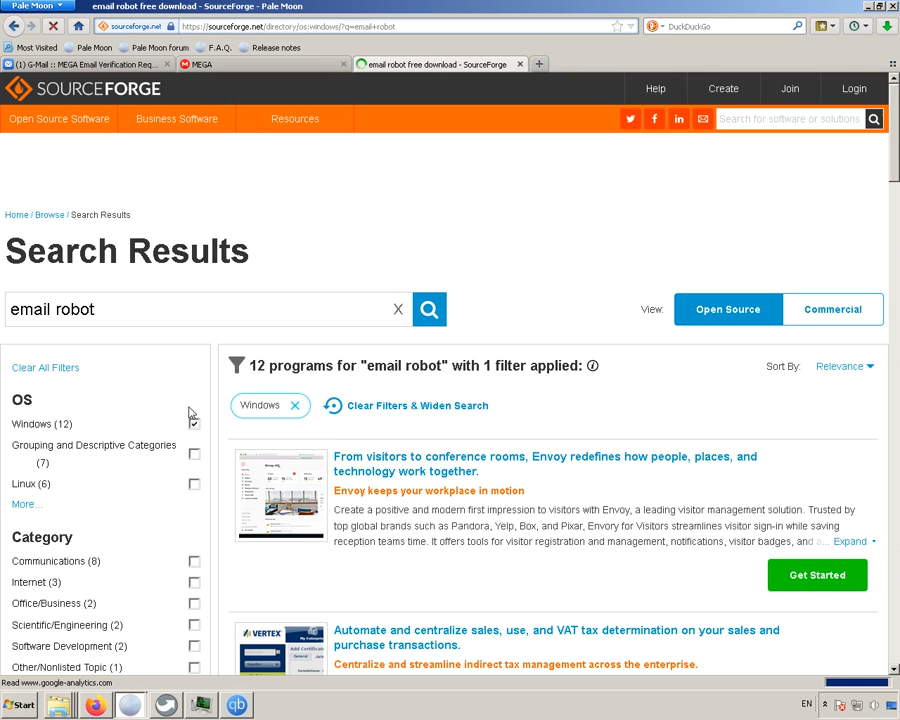 Pale Moon
email robot free download - SourceForge - Pale Moon
sourceforge.net
https://sourceforge.net/directory/os:windows/?q=email+robot
DuckDuckGo
Most Visited
Pale Moon
Pale Moon forum
F.A.Q.
Release notes
(1) G-Mail :: MEGA Email Verification Req...
MEGA
email robot free download - SourceForge
SOURCEFORGE
Help
Create
Join
Login
Open Source Software
Business Software
Resources
Search for software or solutions
Home / Browse / Search Results
Search Results
email robot
X
View:
Open Source
Commercial
Clear All Filters
OS
Windows (12)
Grouping and Descriptive Categories
(7)
Linux (6)
More...
Category
Communications (8)
Internet (3)
Office/Business (2)
Scientific/Engineering (2)
Software Development (2)
Other/Nonlisted Topic (1)
12 programs for "email robot" with 1 filter applied:
Sort By:
Relevance
Windows
Clear Filters & Widen Search
From visitors to conference rooms, Envoy redefines how people, places, and
technology work together.
Envoy keeps your workplace in motion
Create a positive and modern first impression to visitors with Envoy, a leading visitor management solution. Trusted by
top global brands such as Pandora, Yelp, Box, and Pixar, Envory for Visitors streamlines visitor sign-in while saving
reception teams time. It offers tools for visitor registration and management, notifications, visitor badges, and a... Expand
Get Started
VERTEX
Automate and centralize sales, use, and VAT tax determination on your sales and
purchase transactions.
Centralize and streamline indirect tax management across the enterprise.
Read www.google-analytics.com
Start
qb
EN
7:20 PM